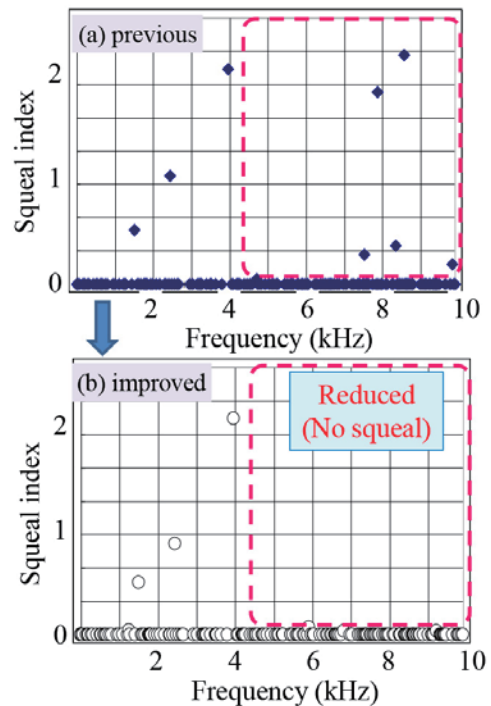 (a) previous
2
1
0
Squeal index
2 4 6 8 10
Frequency (kHz)
(b) improved
Reduced
(No squeal)
2
1
0
Squeal index
2 4 6 8 10
Frequency (kHz)